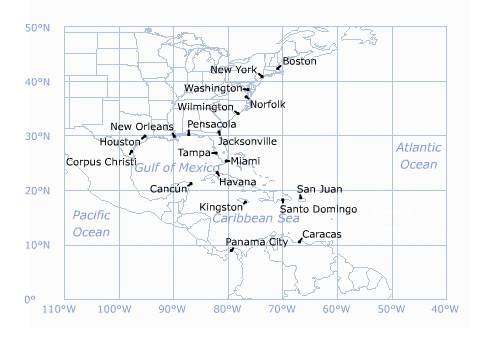 50°N
Boston
New York
40°N
Washington
Wilmington
Norfolk
New Orleans
Pensacola
30°N
Houston
Jacksonville
Tampa
Miami
Corpus Christi
Gulf of Mexico
Atlantic
Ocean
Havana
Cancún
20°N
San Juan
Kingston
Santo Domingo
Caribbean Sea
Pacific
Ocean
Caracas
Panama City
10°N
0°
110°W
100°W
90°W
80°W
70°W
60°W
50°W
40°W